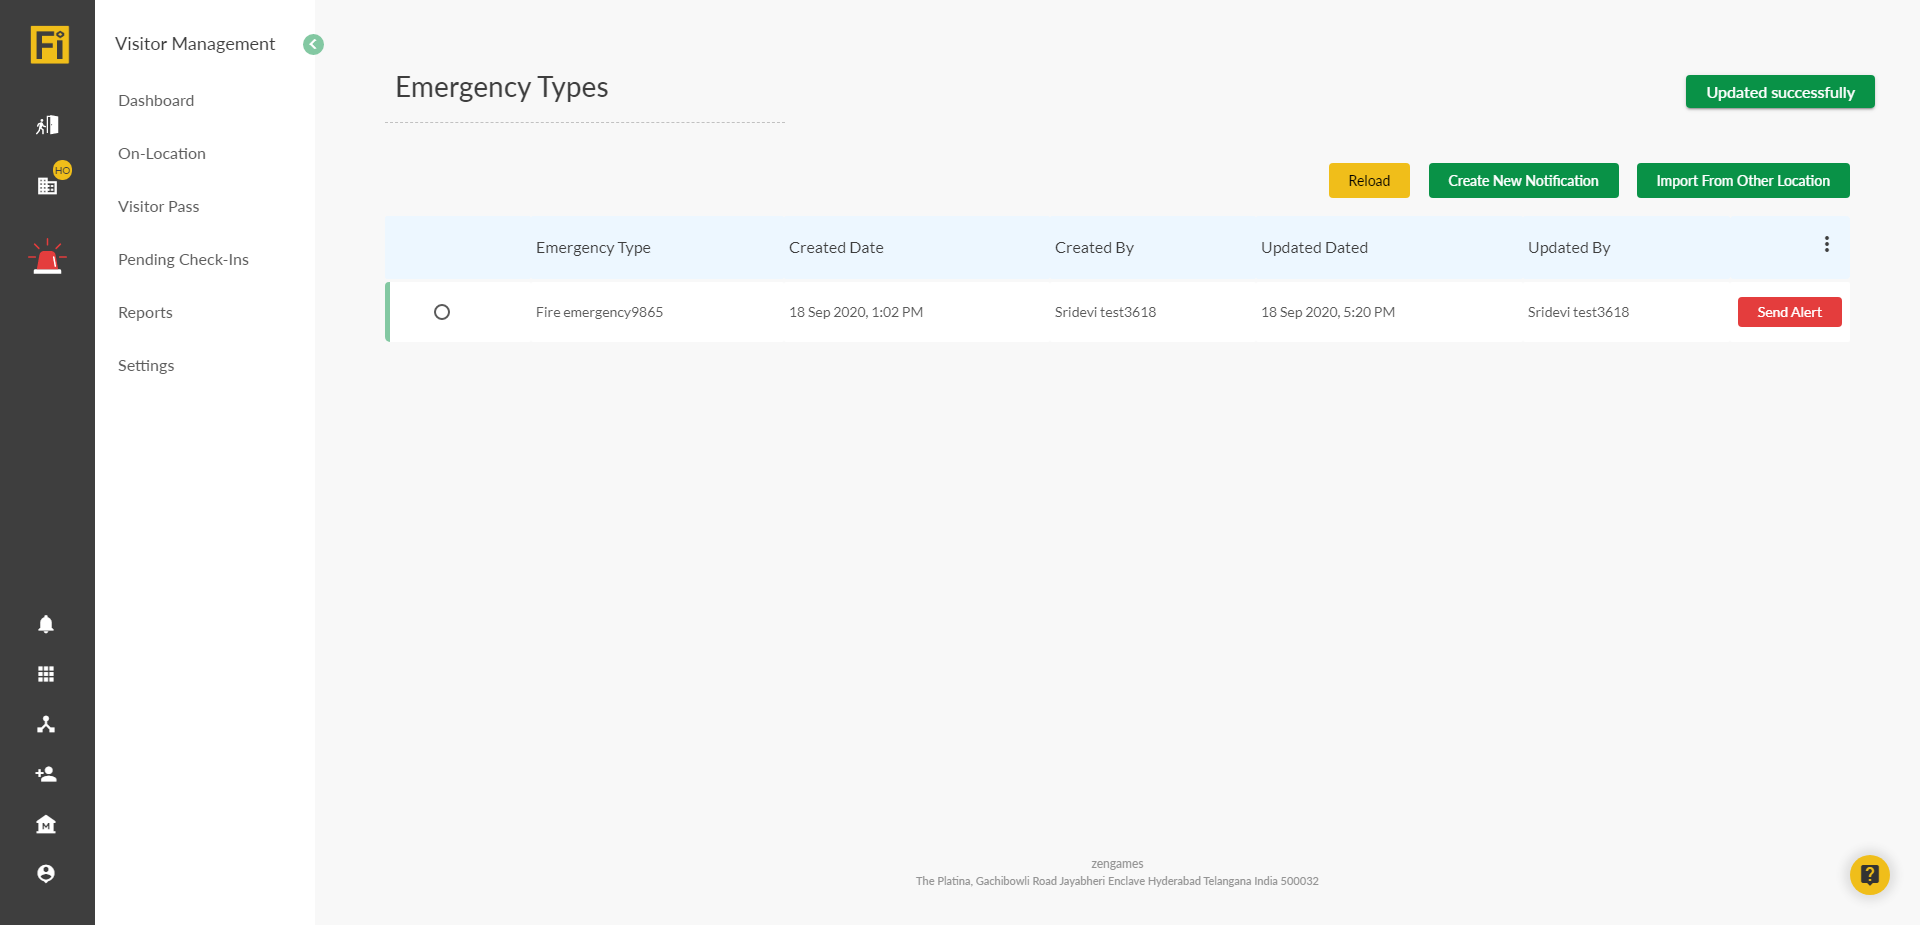 Fi
HO
Visitor Management
Dashboard
On-Location
Visitor Pass
Pending Check-Ins
Reports
Settings
Emergency Types
Updated successfully
Reload Create New Notification Import From Other Location
Emergency Type Created Date Created By Updated Dated Updated By
Fire emergency9865 18 Sep 2020, 1:02 PM Sridevi test3618 18 Sep 2020, 5:20 PM Sridevi test3618 Send Alert
M
zengames
The Platina, Gachibowli Road Jayabheri Enclave Hyderabad Telangana India 500032
?